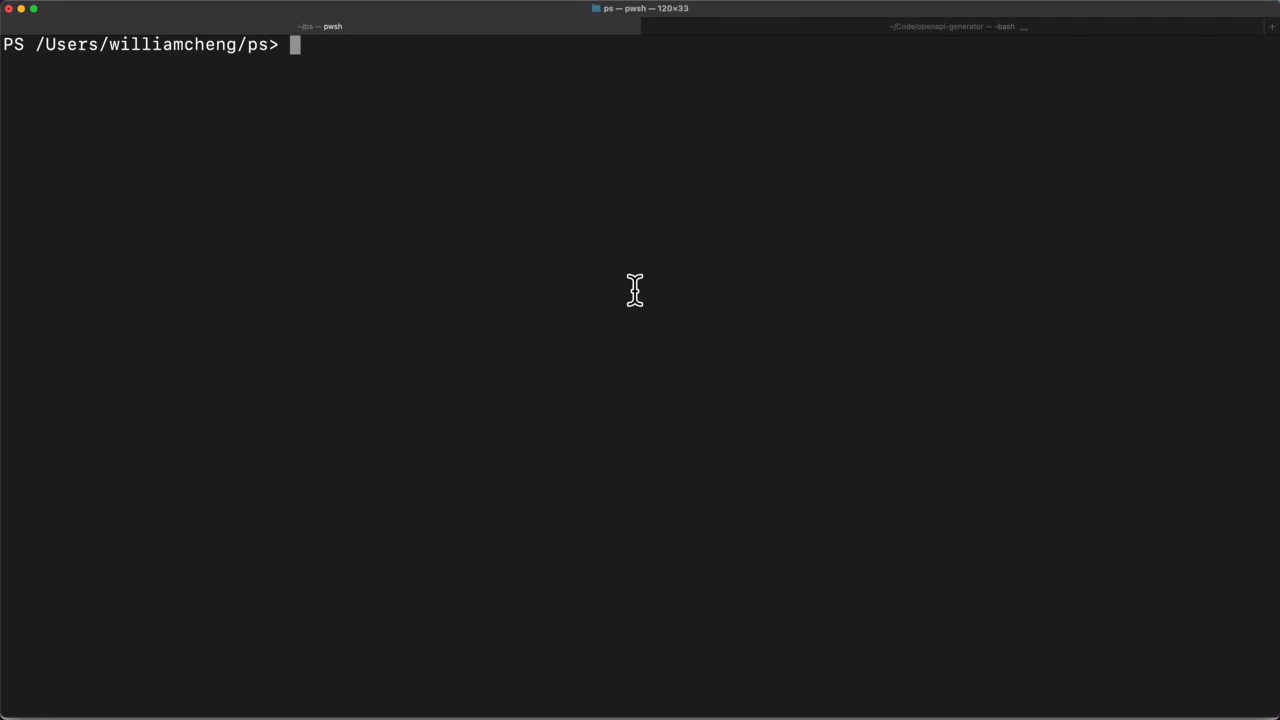 ps — pwsh — 120×33
~/ps — pwsh
~/Code/openapi-generator — -bash ...
+
PS /Users/williamcheng/ps>